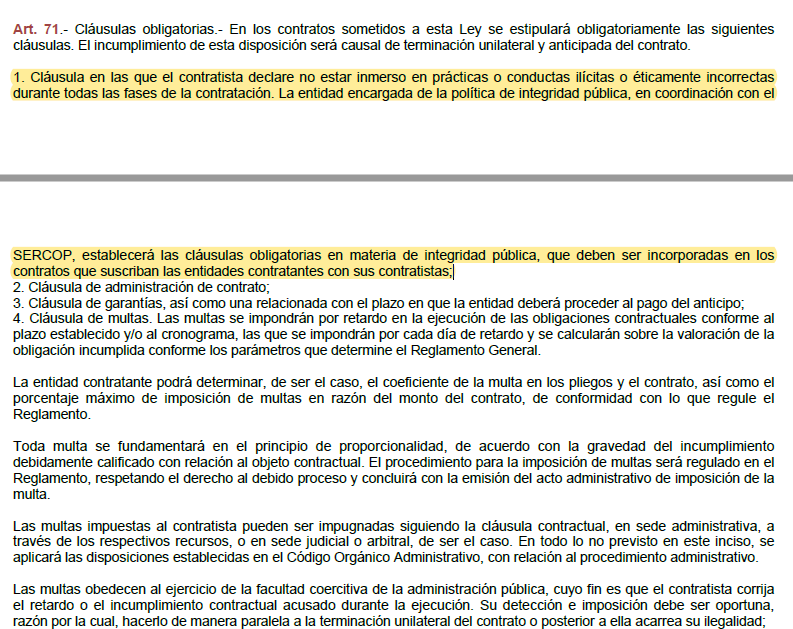 Art. 71.- Cláusulas obligatorias.- En los contratos sometidos a esta Ley se estipulará obligatoriamente las siguientes
cláusulas. El incumplimiento de esta disposición será causal de terminación unilateral y anticipada del contrato.
1. Cláusula en las que el contratista declare no estar inmerso en prácticas o conductas ilícitas o éticamente incorrectas
durante todas las fases de la contratación. La entidad encargada de la política de integridad pública, en coordinación con el
SERCOP, establecerá las cláusulas obligatorias en materia de integridad pública, que deben ser incorporadas en los
contratos que suscriban las entidades contratantes con sus contratistas;
2. Cláusula de administración de contrato;
3. Cláusula de garantías, así como una relacionada con el plazo en que la entidad deberá proceder al pago del anticipo;
4. Cláusula de multas. Las multas se impondrán por retardo en la ejecución de las obligaciones contractuales conforme al
plazo establecido y/o al cronograma, las que se impondrán por cada día de retardo y se calcularán sobre la valoración de la
obligación incumplida conforme los parámetros que determine el Reglamento General.
La entidad contratante podrá determinar, de ser el caso, el coeficiente de la multa en los pliegos y el contrato, así como el
porcentaje máximo de imposición de multas en razón del monto del contrato, de conformidad con lo que regule el
Reglamento.
Toda multa se fundamentará en el principio de proporcionalidad, de acuerdo con la gravedad del incumplimiento
debidamente calificado con relación al objeto contractual. El procedimiento para la imposición de multas será regulado en el
Reglamento, respetando el derecho al debido proceso y concluirá con la emisión del acto administrativo de imposición de la
multa.
Las multas impuestas al contratista pueden ser impugnadas siguiendo la cláusula contractual, en sede administrativa, a
través de los respectivos recursos, o en sede judicial o arbitral, de ser el caso. En todo lo no previsto en este inciso, se
aplicará las disposiciones establecidas en el Código Orgánico Administrativo, con relación al procedimiento administrativo.
Las multas obedecen al ejercicio de la facultad coercitiva de la administración pública, cuyo fin es que el contratista corrija
el retardo o el incumplimiento contractual acusado durante la ejecución. Su detección e imposición debe ser oportuna,
razón por la cual, hacerlo de manera paralela a la terminación unilateral del contrato o posterior a ella acarrea su ilegalidad;